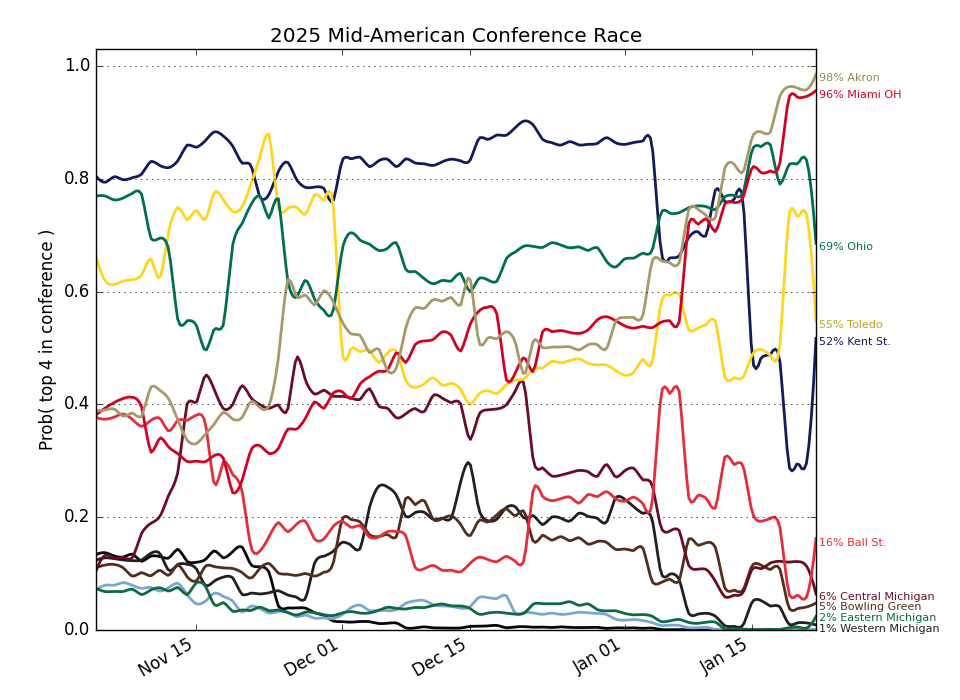 2025 Mid-American Conference Race
Prob( top 4 in conference )
1.0
0.8
0.6
0.4
0.2
0.0
Nov 15
Dec 01
Dec 15
Jan 01
Jan 15
98% Akron
96% Miami OH
69% Ohio
55% Toledo
52% Kent St.
16% Ball St.
6% Central Michigan
5% Bowling Green
2% Eastern Michigan
1% Western Michigan